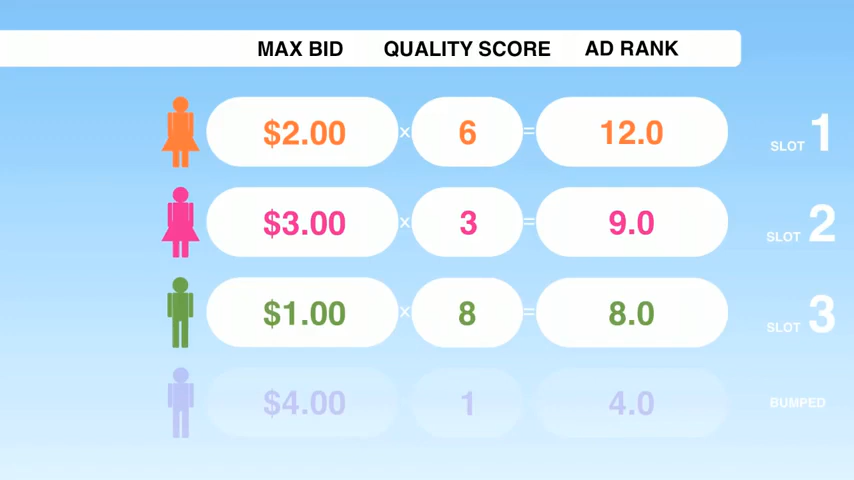 MAX BID QUALITY SCORE AD RANK
$2.00 x 6 = 12.0 SLOT 1
$3.00 x 3 = 9.0 SLOT 2
$1.00 x 8 = 8.0 SLOT 3
$4.00 1 4.0 BUMPED